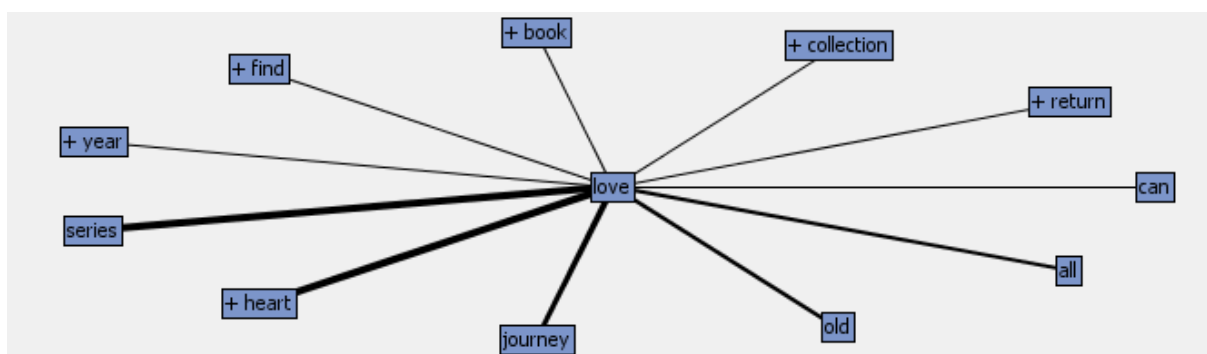 + book
+ collection
+ find
+ return
+ year
love
can
series
all
+ heart
old
journey